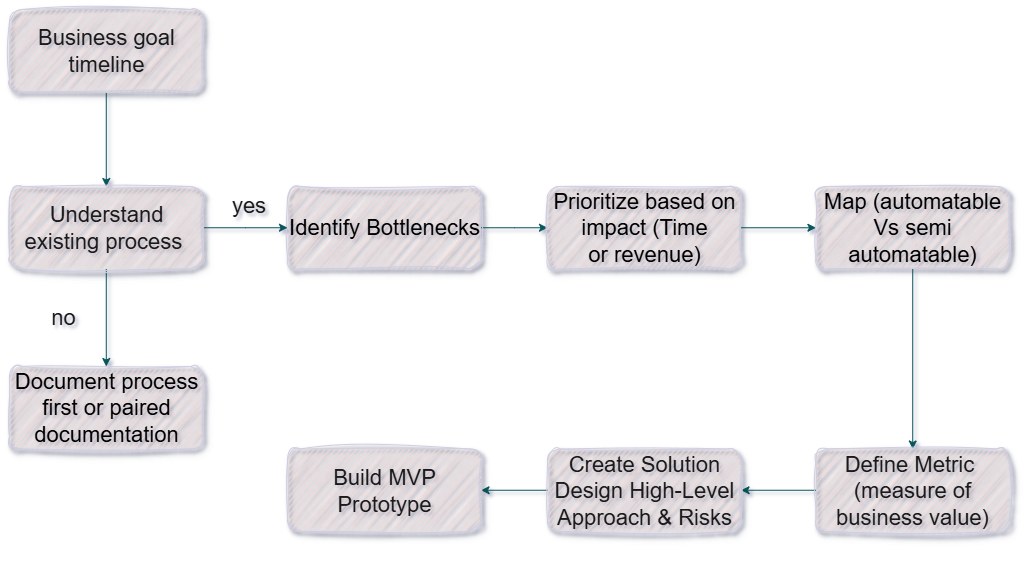 Business goal
timeline
Understand
existing process
yes
Identify Bottlenecks
Prioritize based on
impact (Time
or revenue)
Map (automatable
Vs semi
automatable)
no
Document process
first or paired
documentation
Build MVP
Prototype
Create Solution
Design High-Level
Approach & Risks
Define Metric
(measure of
business value)